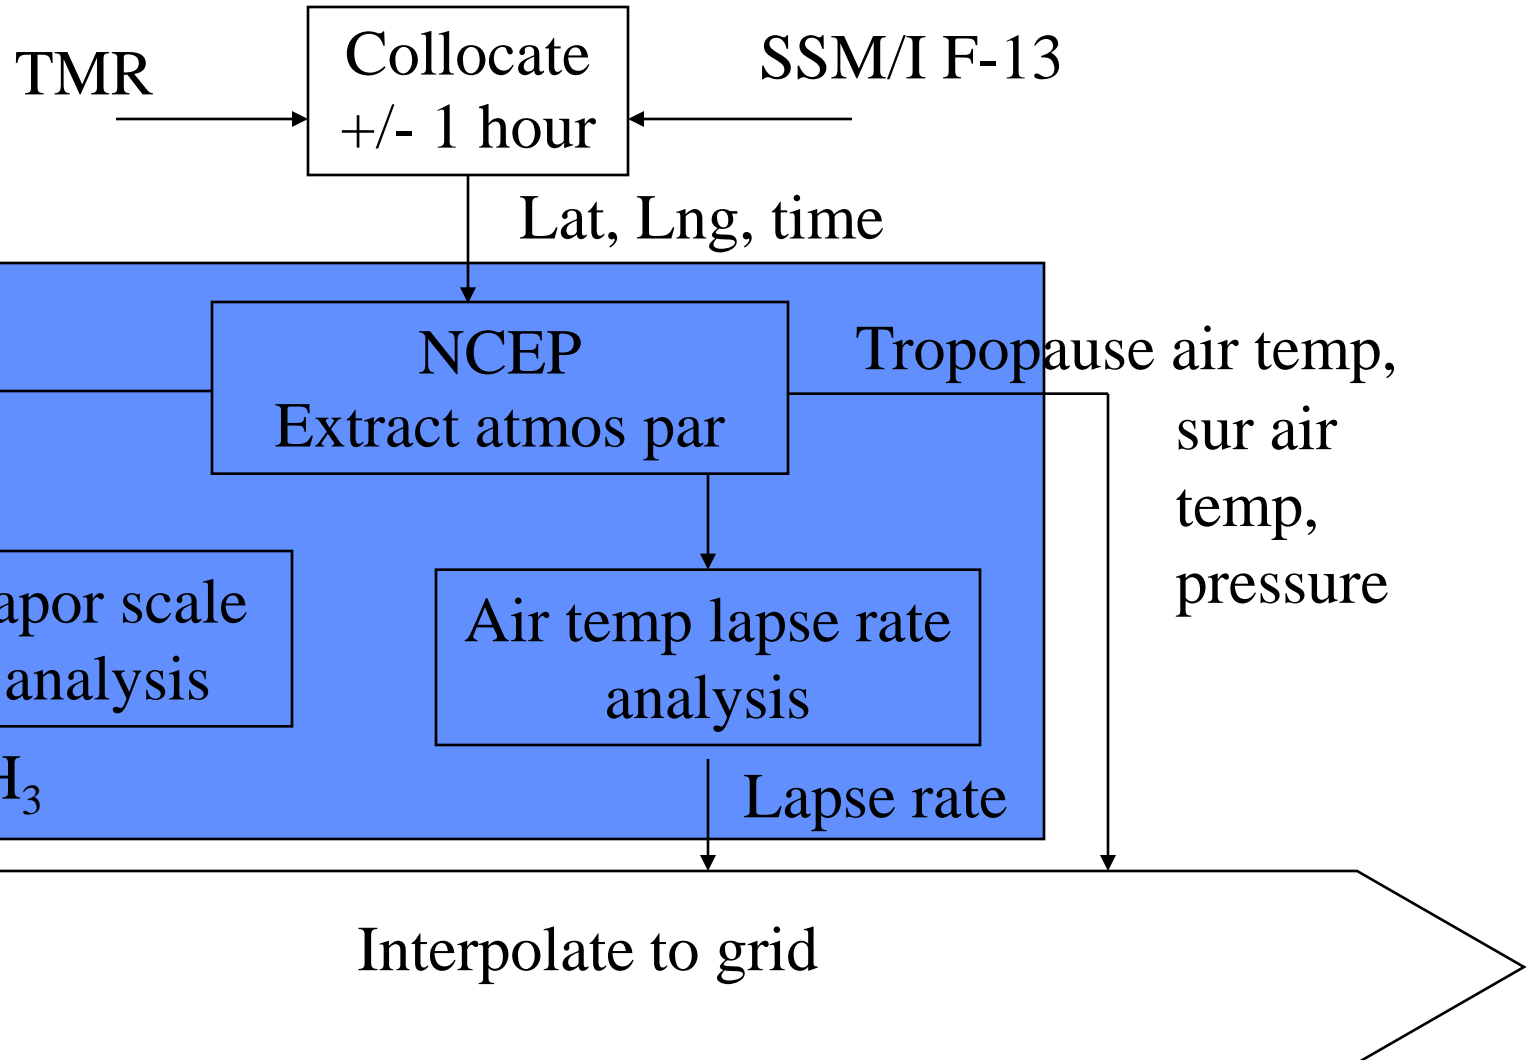 TMR
Collocate
+/- 1 hour
SSM/I F-13
Lat, Lng, time
NCEP
Extract atmos par
Tropopause air temp,
sur air
temp,
pressure
apor scale
analysis
Air temp lapse rate
analysis
H₃
Lapse rate
Interpolate to grid